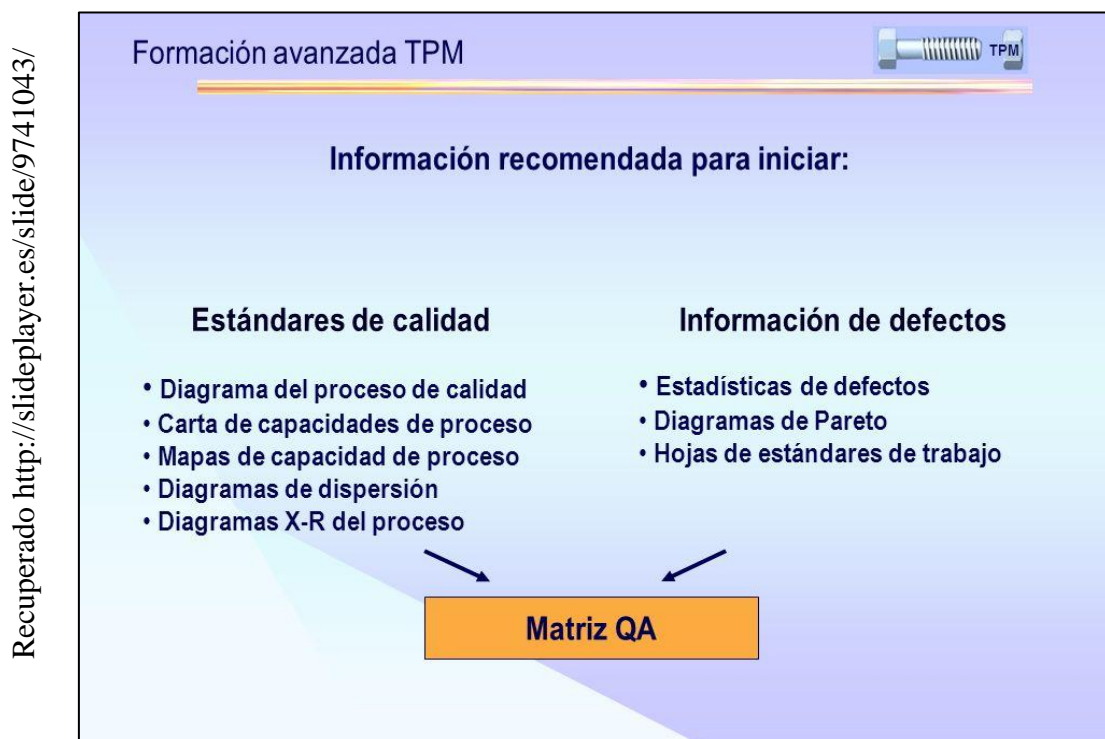 Recuperado http://slideplayer.es/slide/9741043/
Formación avanzada TPM
TPM
Información recomendada para iniciar:
Estándares de calidad
• Diagrama del proceso de calidad
• Carta de capacidades de proceso
• Mapas de capacidad de proceso
• Diagramas de dispersión
• Diagramas X-R del proceso
Información de defectos
• Estadísticas de defectos
• Diagramas de Pareto
• Hojas de estándares de trabajo
Matriz QA